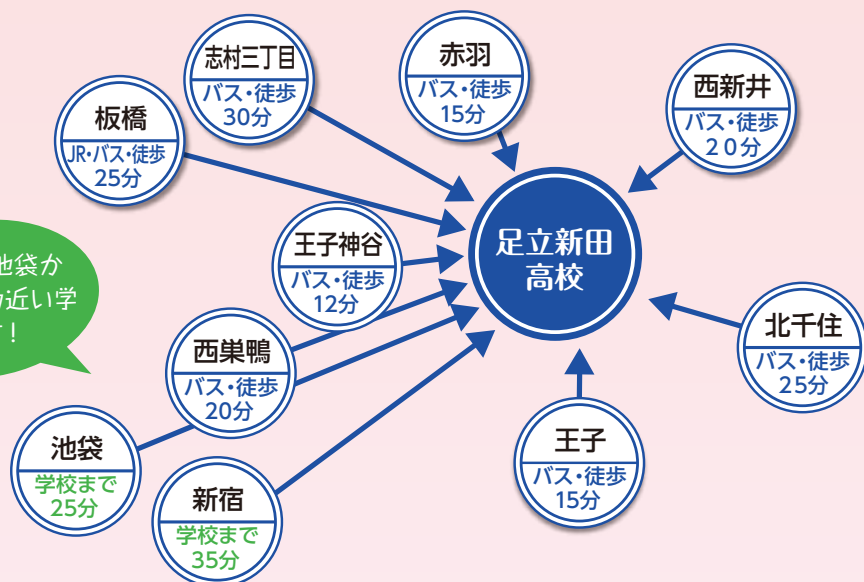 志村三丁目
バス・徒歩
30分
赤羽
バス・徒歩
15分
西新井
バス・徒歩
20分
板橋
JR・バス・徒歩
25分
王子神谷
バス・徒歩
12分
足立新田
高校
池袋か
近い学
！
西巣鴨
バス・徒歩
20分
北千住
バス・徒歩
25分
池袋
学校まで
25分
新宿
学校まで
35分
王子
バス・徒歩
15分